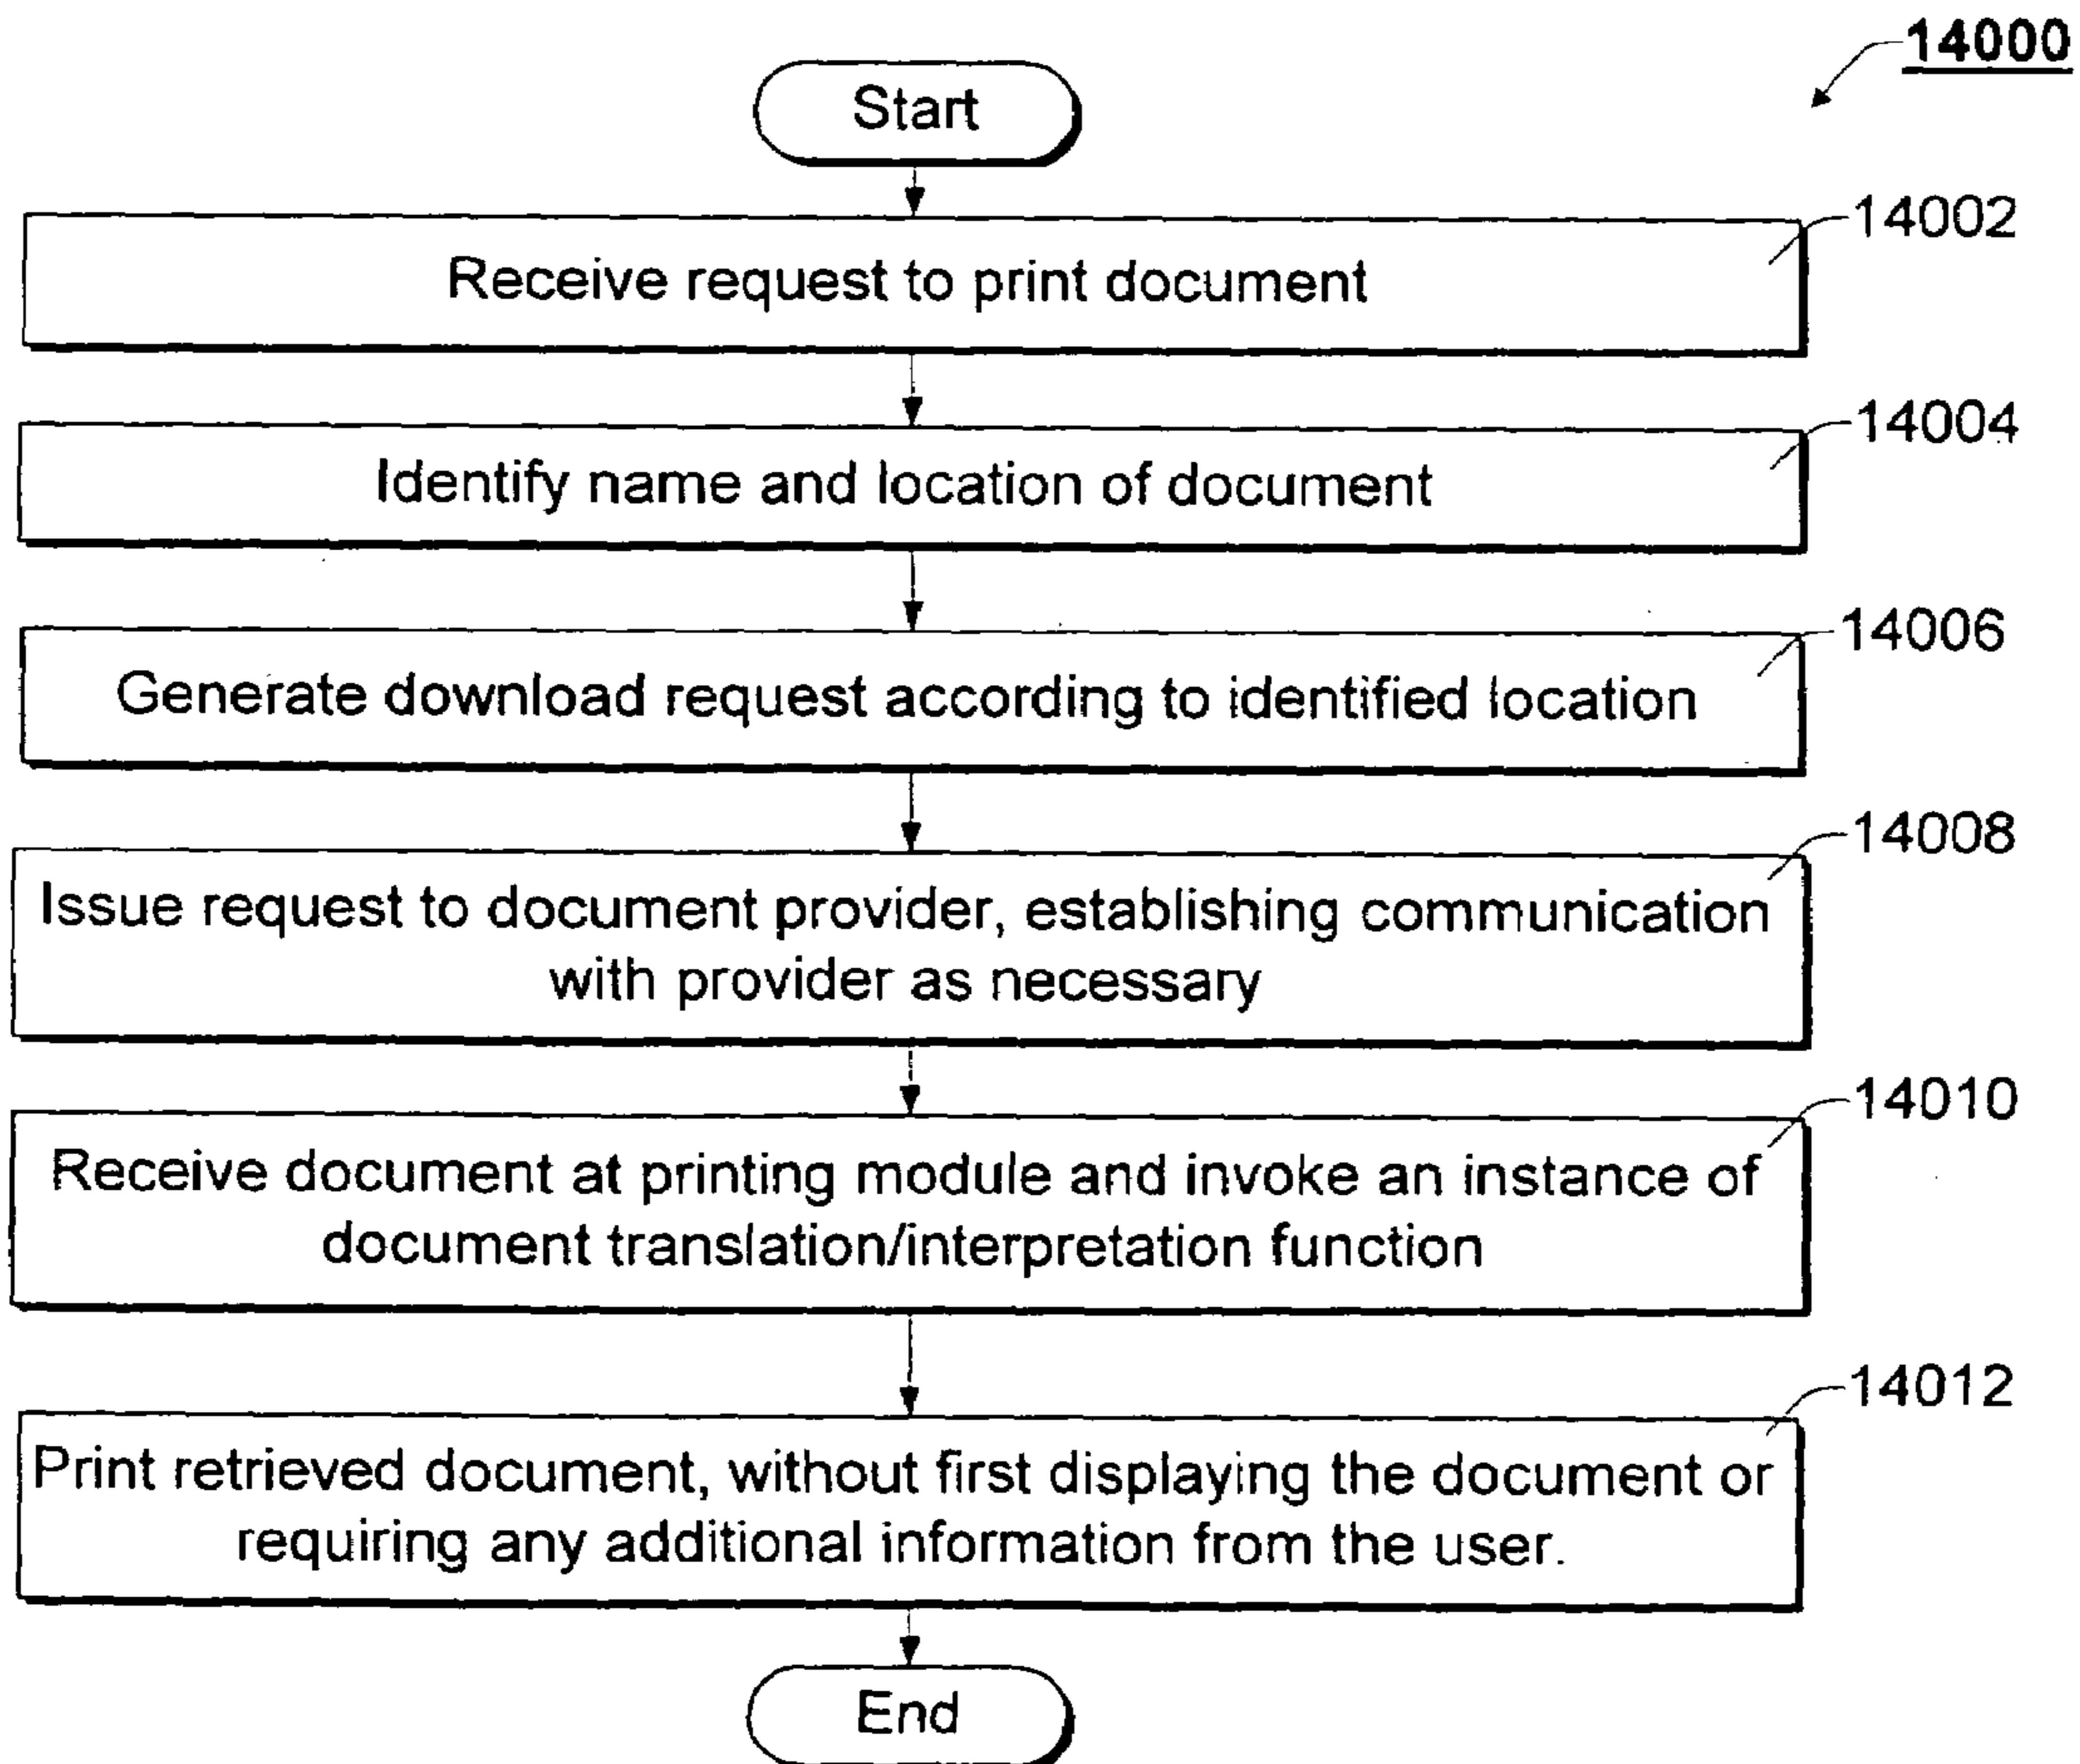 14000
Start
14002
Receive request to print document
14004
Identify name and location of document
14006
Generate download request according to identified location
14008
Issue request to document provider, establishing communication
with provider as necessary
14010
Receive document at printing module and invoke an instance of
document translation/interpretation function
14012
Print retrieved document, without first displaying the document or
requiring any additional information from the user.
End